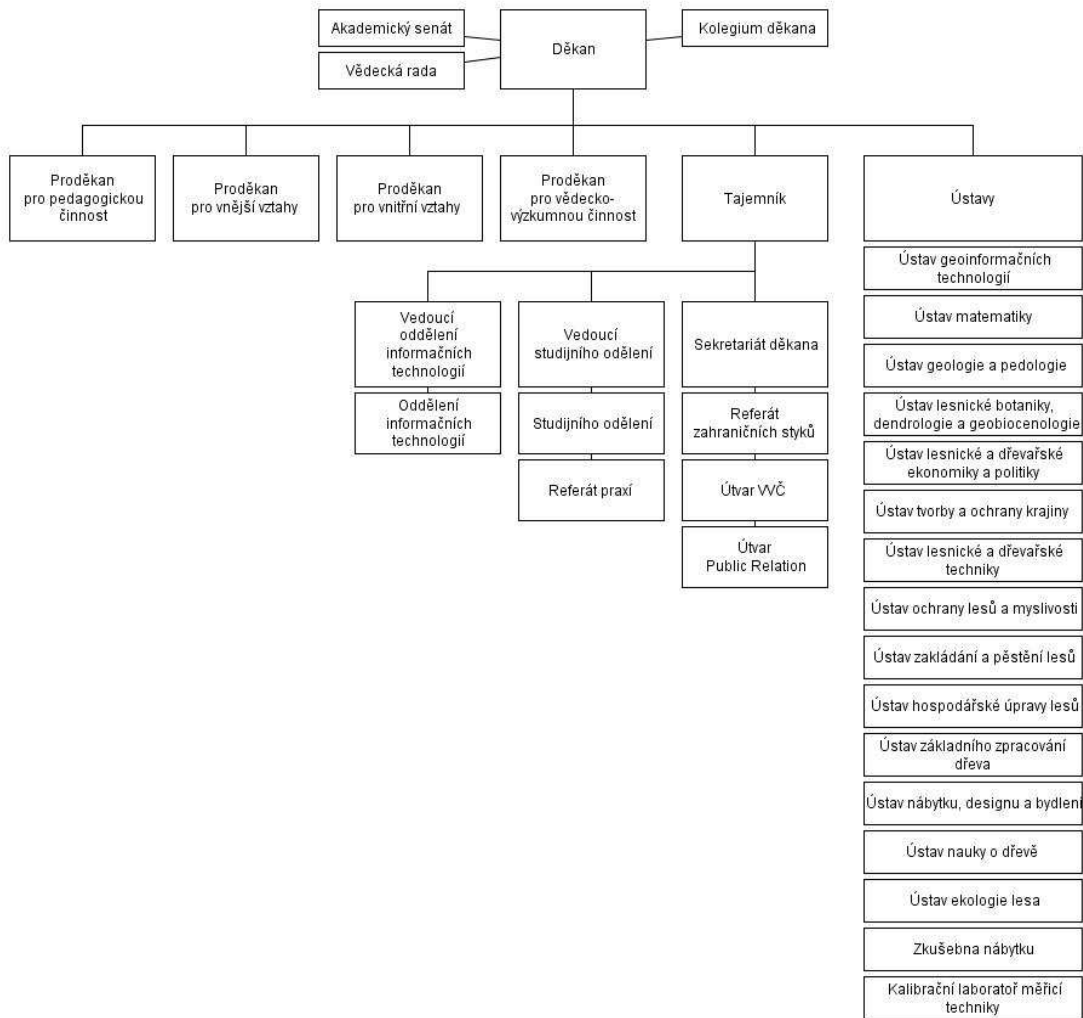 Akademický senát
Vědecká rada
Děkan
Kolegium děkana
Proděkan
pro pedagogickou
činnost
Proděkan
pro vnější vztahy
Proděkan
pro vnitřní vztahy
Proděkan
pro vědecko-
výzkumnou činnost
Tajemník
Ústavy
Vedoucí
oddělení
informačních
technologií
Oddělení
informačních
technologií
Vedoucí
studijního odělení
Studijního odělení
Referát praxí
Sekretariát děkana
Referát
zahraničních styků
Útvar VVČ
Útvar
Public Relation
Ústav geoinformačních
technologií
Ústav matematiky
Ústav geologie a pedologie
Ústav lesnické botaniky,
dendrologie a geobiocenologie
Ústav lesnické a dřevařské
ekonomiky a politiky
Ústav tvorby a ochrany krajiny
Ústav lesnické a dřevařské
techniky
Ústav ochrany lesů a myslivosti
Ústav zakládání a pěstění lesů
Ústav hospodářské úpravy lesů
Ústav základního zpracování
dřeva
Ústav nábytku, designu a bydlení
Ústav nauky o dřevě
Ústav ekologie lesa
Zkušebna nábytku
Kalibrační laboratoř měřicí
techniky